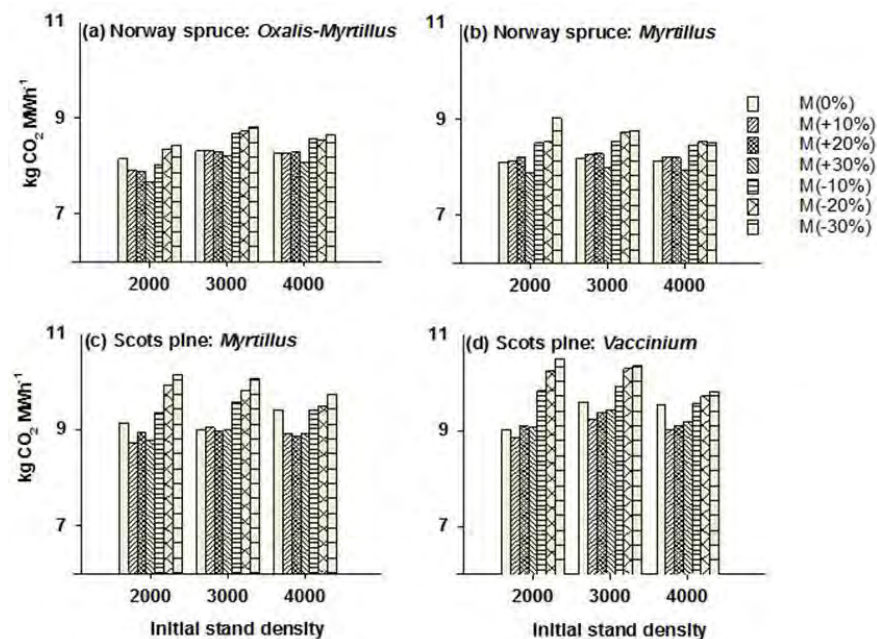 11
(a) Norway spruce: Oxalis-Myrtillus
9
7
kg CO₂ MWh⁻¹
2000 3000 4000
11
(b) Norway spruce: Myrtillus
9
7
2000 3000 4000
M(0%)
M(+10%)
M(+20%)
M(+30%)
M(-10%)
M(-20%)
M(-30%)
11
(c) Scots pine: Myrtillus
9
7
kg CO₂ MWh⁻¹
2000 3000 4000
Initial stand density
11
(d) Scots pine: Vaccinium
9
7
2000 3000 4000
Initial stand density